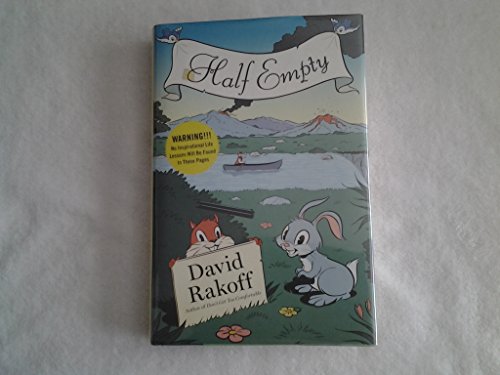 Half Empty
WARNING!!!
No Inspirational Life
Lessons Will Be Found
In These Pages
David
Rakoff
Author of Don't Get Too Comfortable